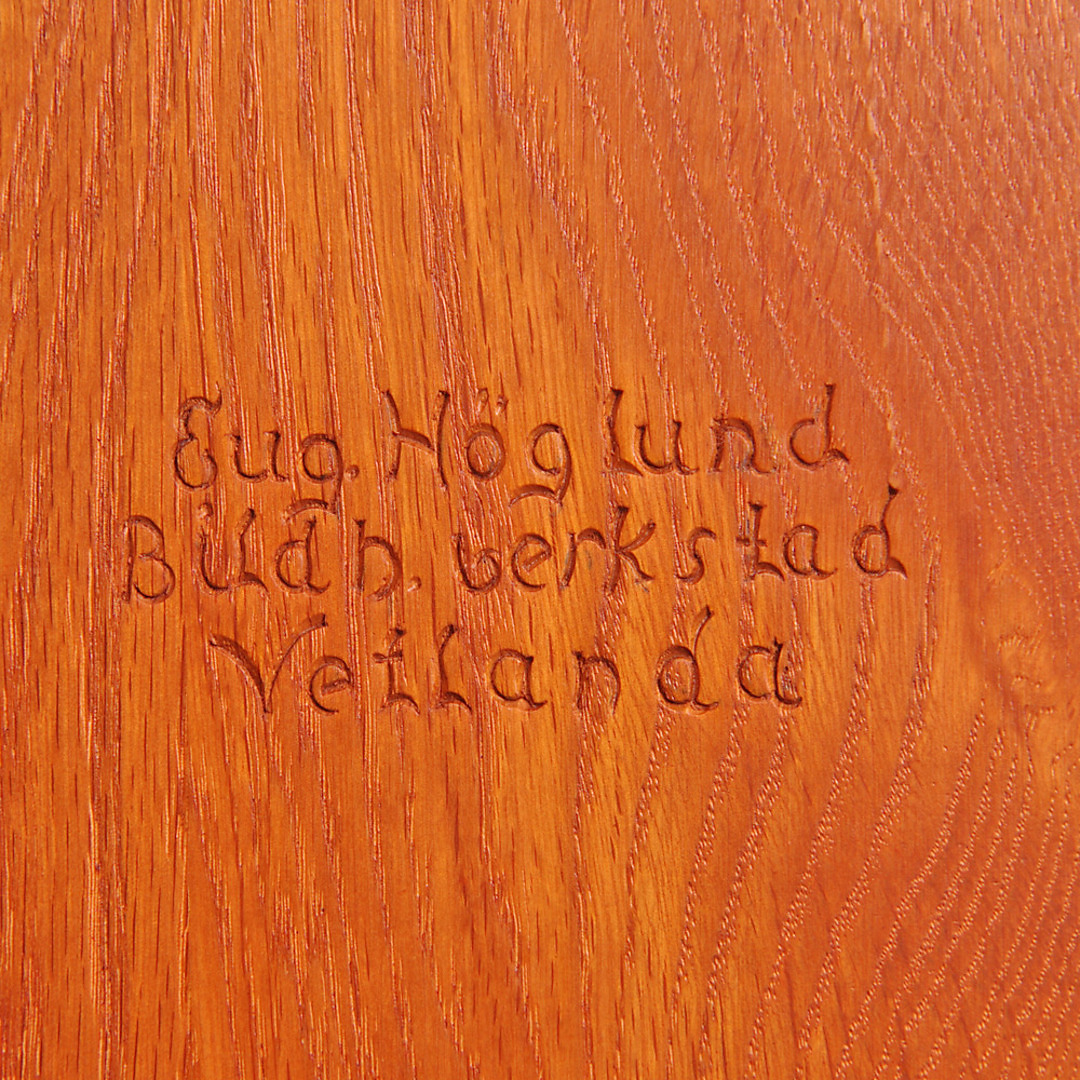 Eug. Höglund
Bildh. verkstad
Vetlanda